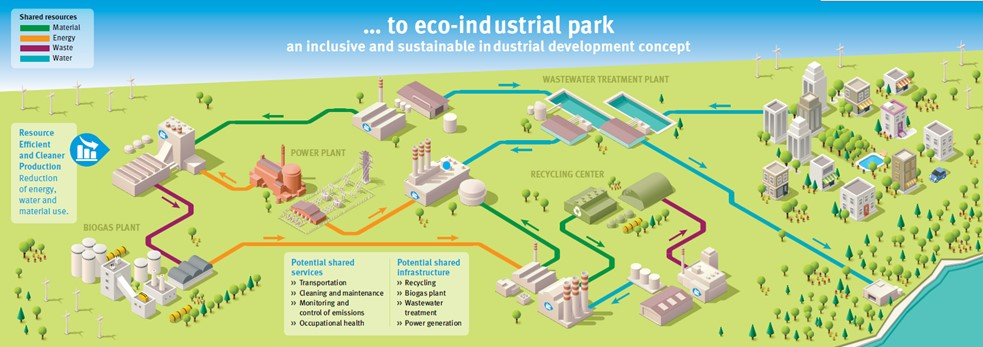 ... to eco-industrial park
an inclusive and sustainable industrial development concept
Shared resources
Material
Energy
Waste
Water
WASTEWATER TREATMENT PLANT
Resource
Efficient
and Cleaner
Production
Reduction
of energy,
water and
material use.
POWER PLANT
RECYCLING CENTER
BIOGAS PLANT
Potential shared
services
>> Transportation
>> Cleaning and maintenance
>> Monitoring and
control of emissions
>> Occupational health
Potential shared
infrastructure
>> Recycling
>> Biogas plant
>> Wastewater
treatment
>> Power generation